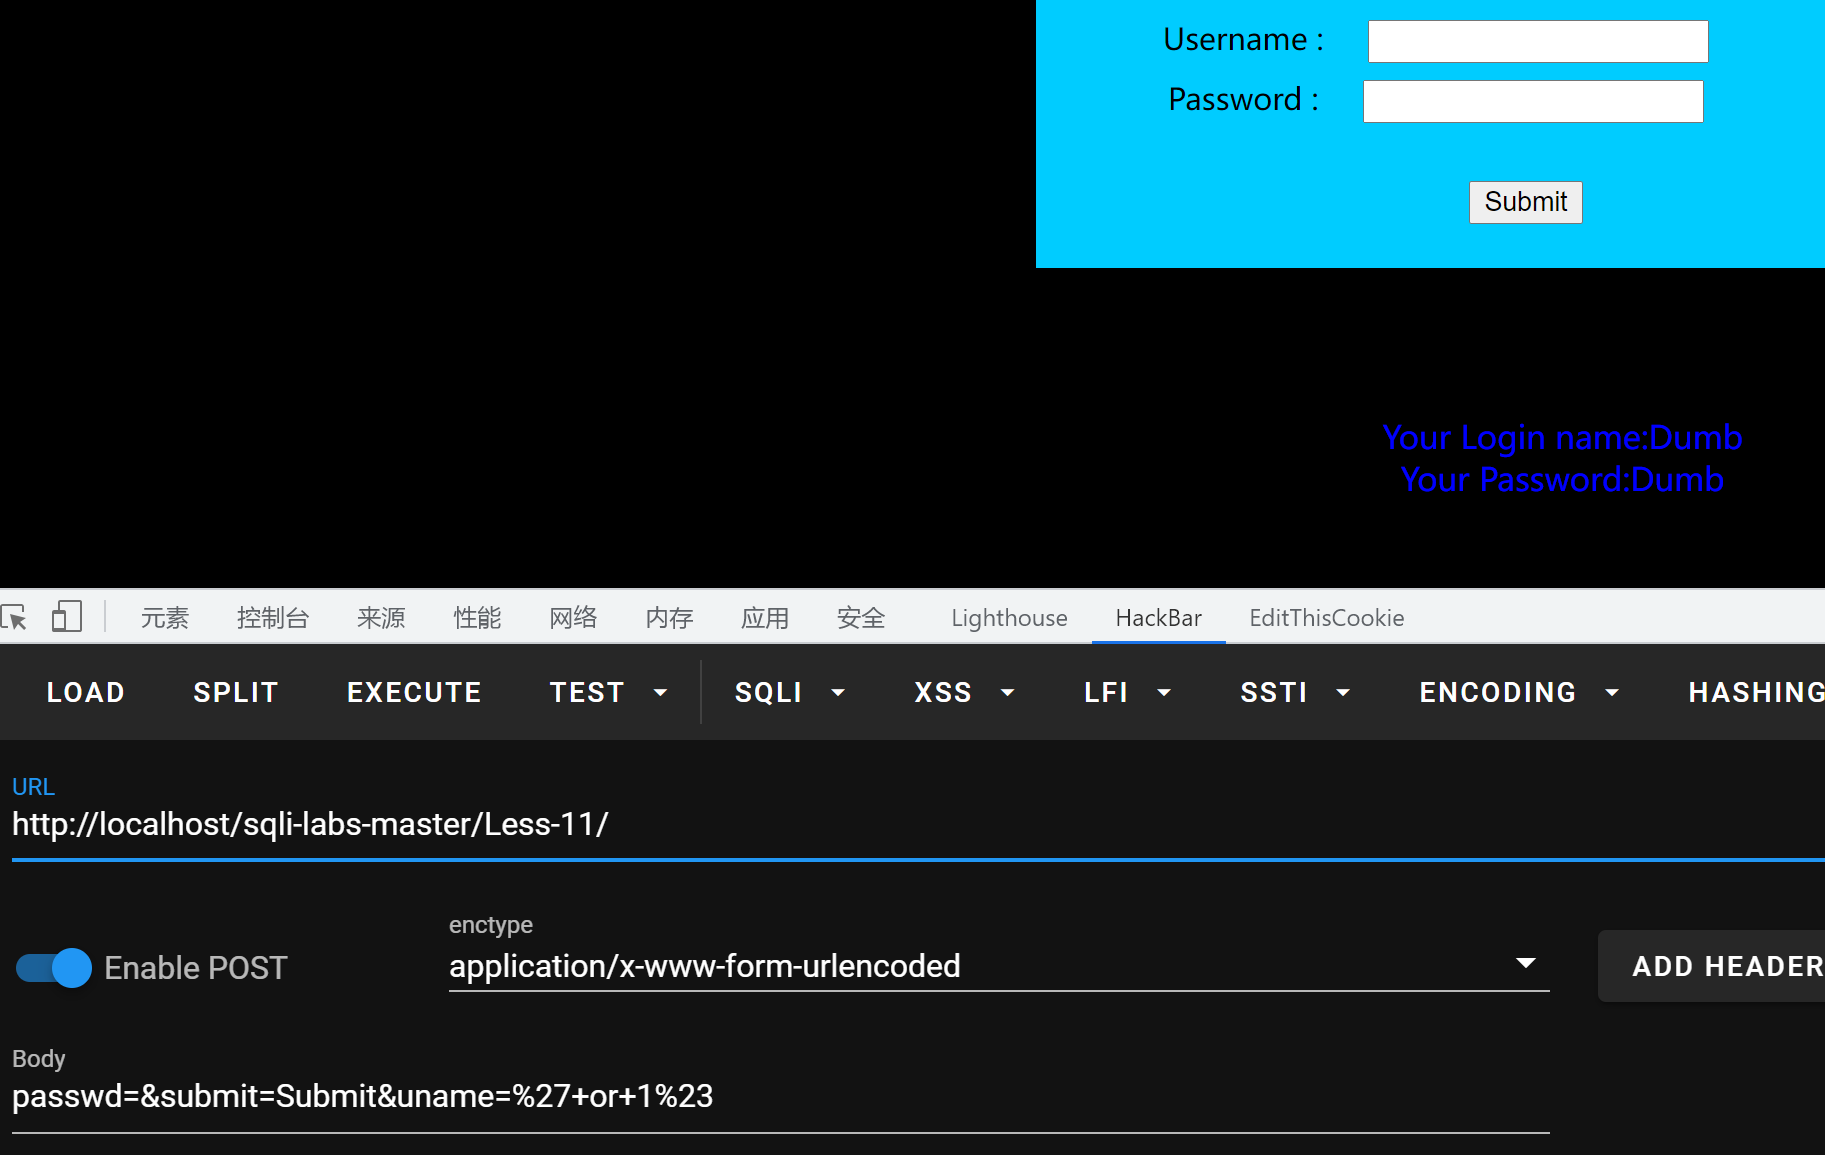 Username :
Password :
Submit
Your Login name:Dumb
Your Password:Dumb
元素 控制台 来源 性能 网络 内存 应用 安全 Lighthouse HackBar EditThisCookie
LOAD SPLIT EXECUTE TEST SQLI XSS LFI SSTI ENCODING HASHING
URL
http://localhost/sqli-labs-master/Less-11/
enctype
Enable POST application/x-www-form-urlencoded ADD HEADER
Body
passwd=&submit=Submit&uname=%27+or+1%23